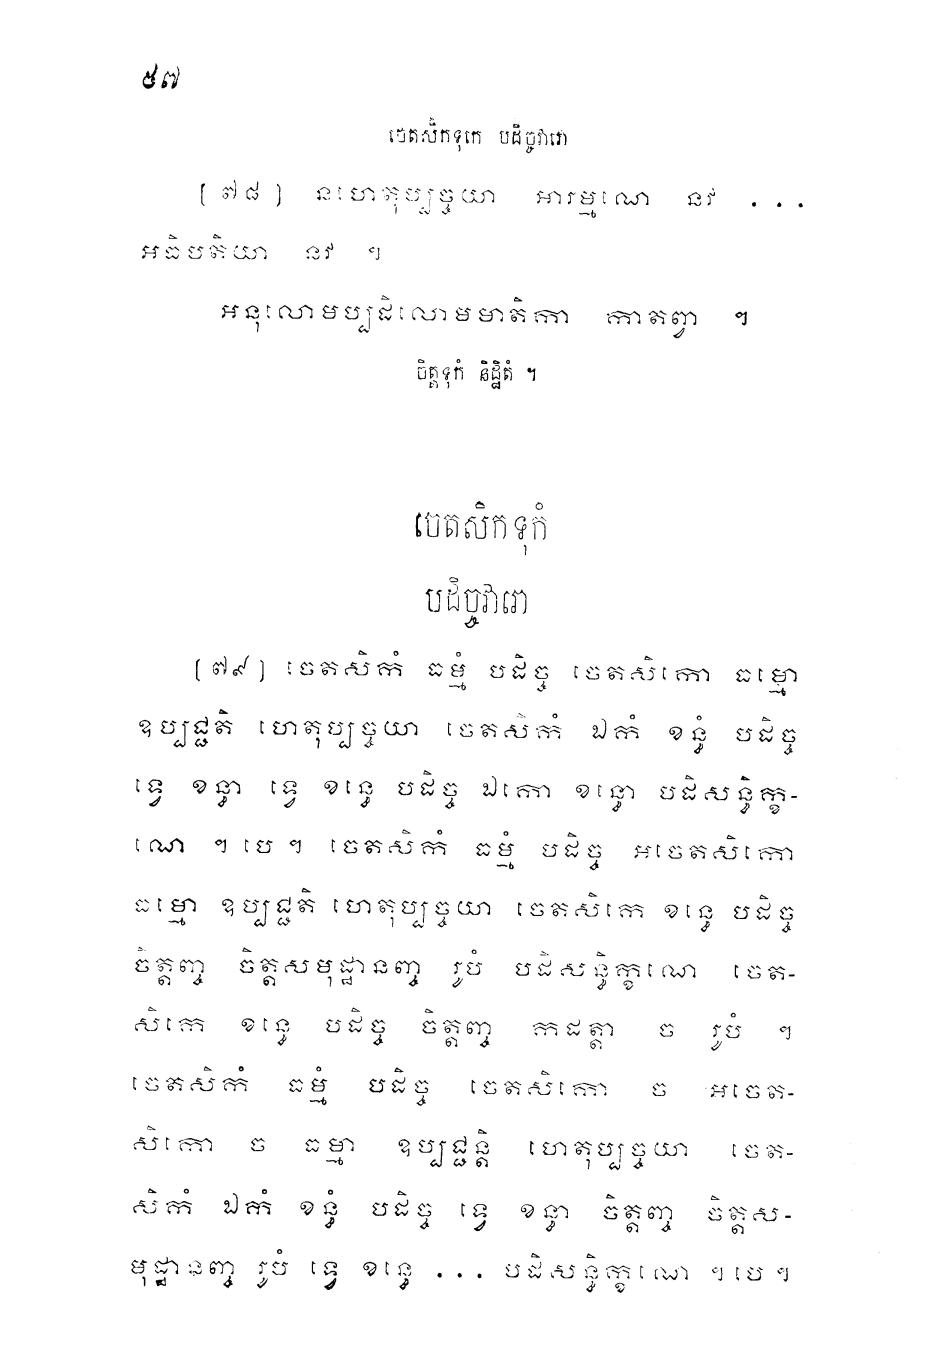 ៥៧
ចេតសិកទុកេ បដិច្ចវារោ
[៧៨] នហេតុប្បច្ចយា អារម្មណេ នវ ...
អធិបតិយា នវ ។
អនុលោមប្បដិលោមមាតិកា កាតព្វា ។
ចិត្តទុកំ និដ្ឋិតំ ។
ចេតសិកទុកំ
បដិច្ចវារោ
[៧៩] ចេតសិកំ ធម្មំ បដិច្ច ចេតសិកោ ធម្មោ
ឧប្បជ្ជតិ ហេតុប្បច្ចយា ចេតសិកំ ឯកំ ខន្ធំ បដិច្ច
ទ្វេ ខន្ធា ទ្វេ ខន្ធេ បដិច្ច ឯកោ ខន្ធោ បដិសន្ធិក្ខ-
ណេ ។ បេ ។ ចេតសិកំ ធម្មំ បដិច្ច អចេតសិកោ
ធម្មោ ឧប្បជ្ជតិ ហេតុប្បច្ចយា ចេតសិកេ ខន្ធេ បដិច្ច
ចិត្តញ្ច ចិត្តសមុដ្ឋានញ្ច រូបំ បដិសន្ធិក្ខណេ ចេត-
សិកេ ខន្ធេ បដិច្ច ចិត្តញ្ច កដត្តា ច រូបំ ។
ចេតសិកំ ធម្មំ បដិច្ច ចេតសិកោ ច អចេត-
សិកោ ច ធម្មា ឧប្បជ្ជន្តិ ហេតុប្បច្ចយា ចេត-
សិកំ ឯកំ ខន្ធំ បដិច្ច ទ្វេ ខន្ធា ចិត្តញ្ច ចិត្តស-
មុដ្ឋានញ្ច រូបំ ទ្វេ ខន្ធេ ... បដិសន្ធិក្ខណេ ។ បេ ។